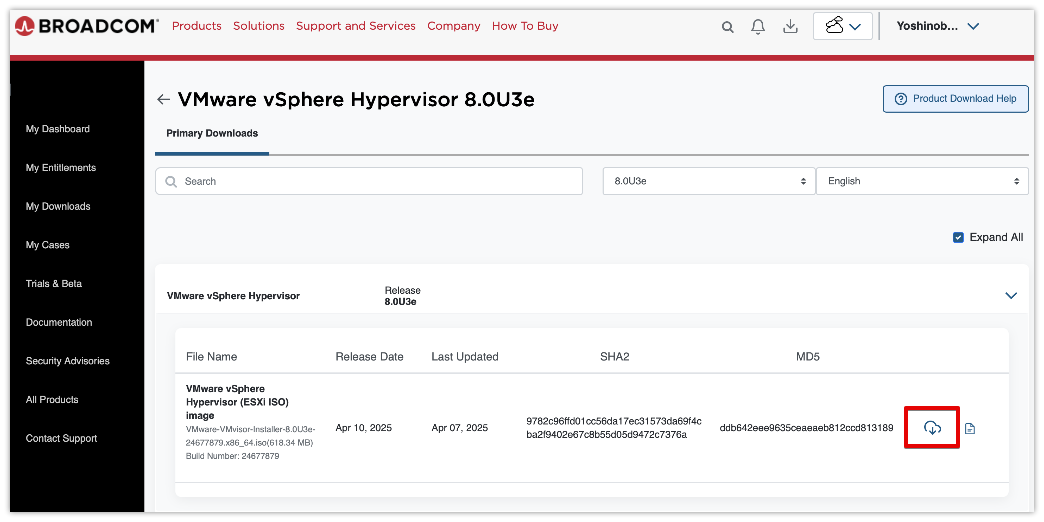 BROADCOM®
Products Solutions Support and Services Company How To Buy
Yoshinob...
VMware vSphere Hypervisor 8.0U3e
Product Download Help
Primary Downloads
Search
8.0U3e
English
Expand All
My Dashboard
My Entitlements
My Downloads
My Cases
Trials & Beta
Documentation
Security Advisories
All Products
Contact Support
VMware vSphere Hypervisor
Release
8.0U3e
File Name Release Date Last Updated SHA2 MD5
VMware vSphere
Hypervisor (ESXi ISO)
image
VMware-VMvisor-Installer-8.0U3e-
24677879.x86_64.iso(618.34 MB)
Build Number: 24677879
Apr 10, 2025
Apr 07, 2025
9782c96ffd01cc56da17ec31573da69f4c
ba2f9402e67c8b55d05d9472c7376a
ddb642eee9635ceaeaeb812ccd813189